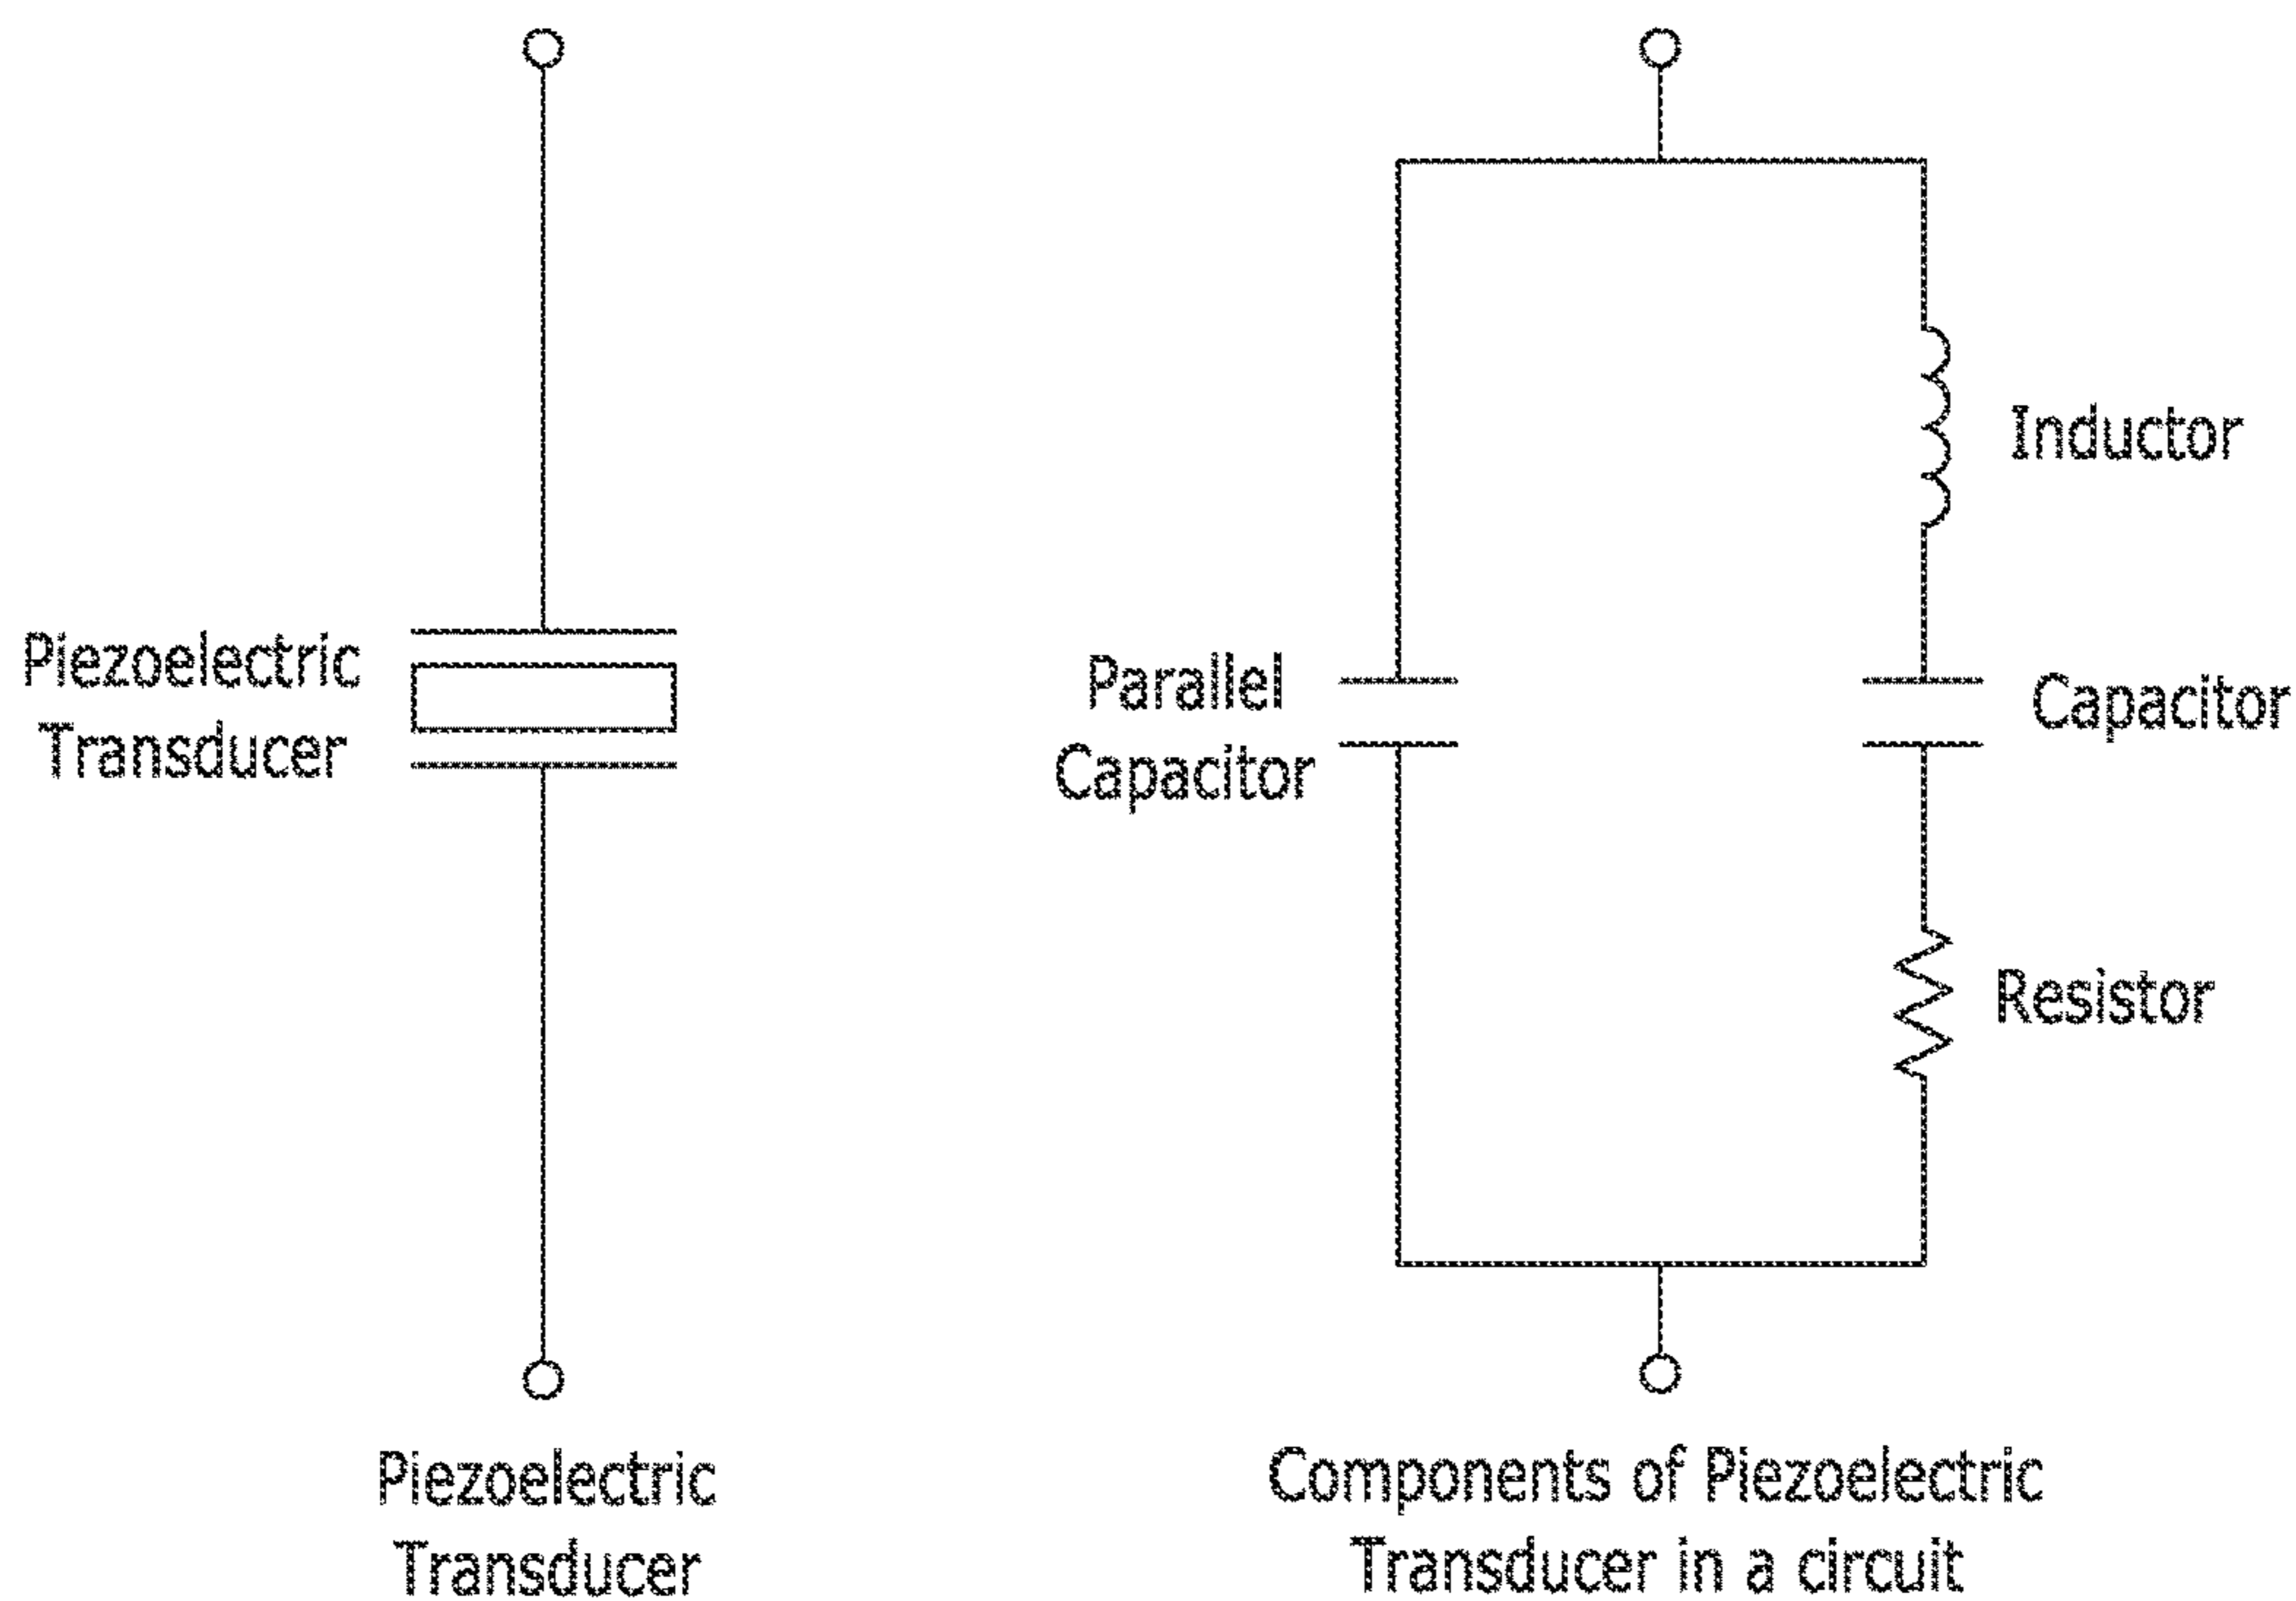 Piezoelectric
Transducer
Piezoelectric
Transducer
Parallel
Capacitor
Inductor
Capacitor
Resistor
Components of Piezoelectric
Transducer in a circuit